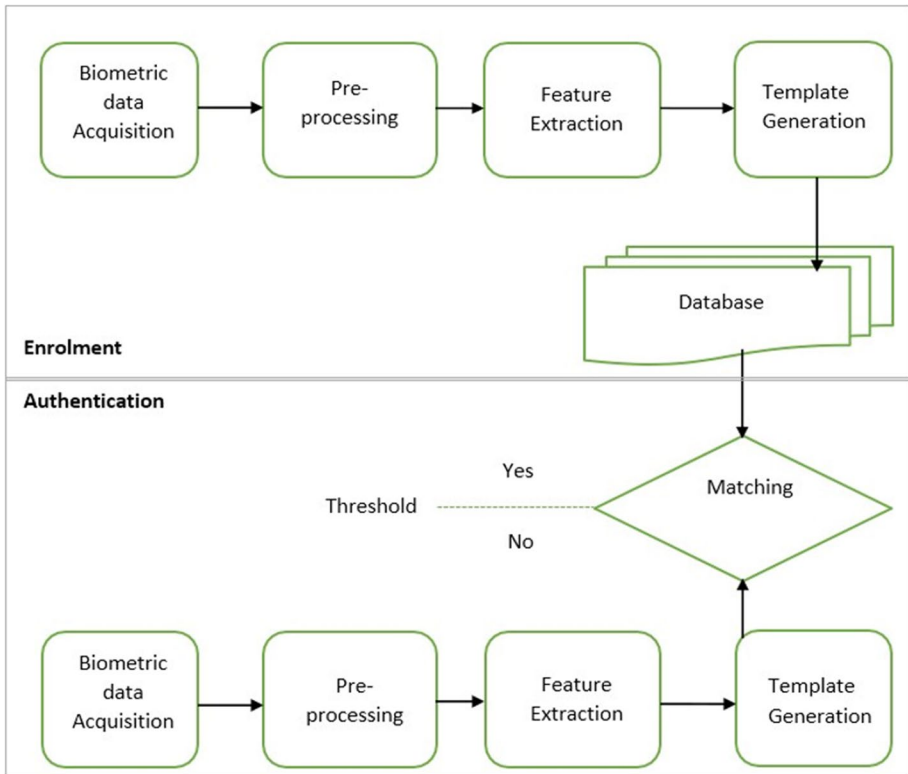 Biometric
data
Acquisition
Pre-
processing
Feature
Extraction
Template
Generation
Database
Enrolment
Authentication
Yes
Matching
Threshold
No
Biometric
data
Acquisition
Pre-
processing
Feature
Extraction
Template
Generation